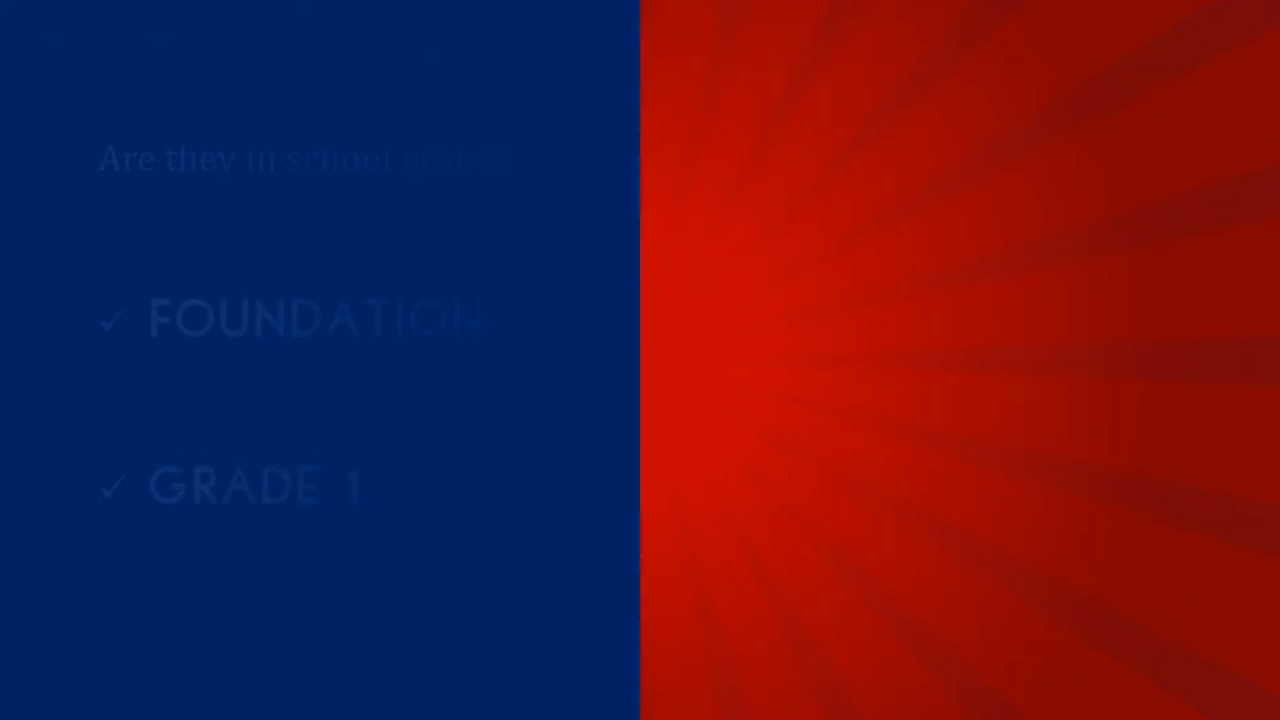 Are they in school
✓ FOUNDATION
✓ GRADE 1